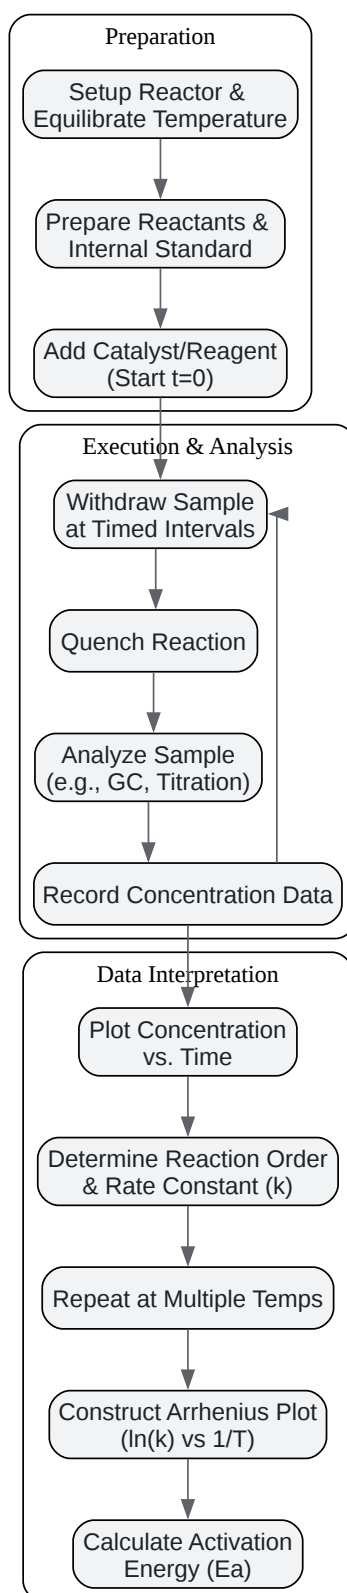 Preparation
Setup Reactor &
Equilibrate Temperature
Prepare Reactants &
Internal Standard
Add Catalyst/Reagent
(Start t=0)
Execution & Analysis
Withdraw Sample
at Timed Intervals
Quench Reaction
Analyze Sample
(e.g., GC, Titration)
Record Concentration Data
Data Interpretation
Plot Concentration
vs. Time
Determine Reaction Order
& Rate Constant (k)
Repeat at Multiple Temps
Construct Arrhenius Plot
(ln(k) vs 1/T)
Calculate Activation
Energy (Ea)